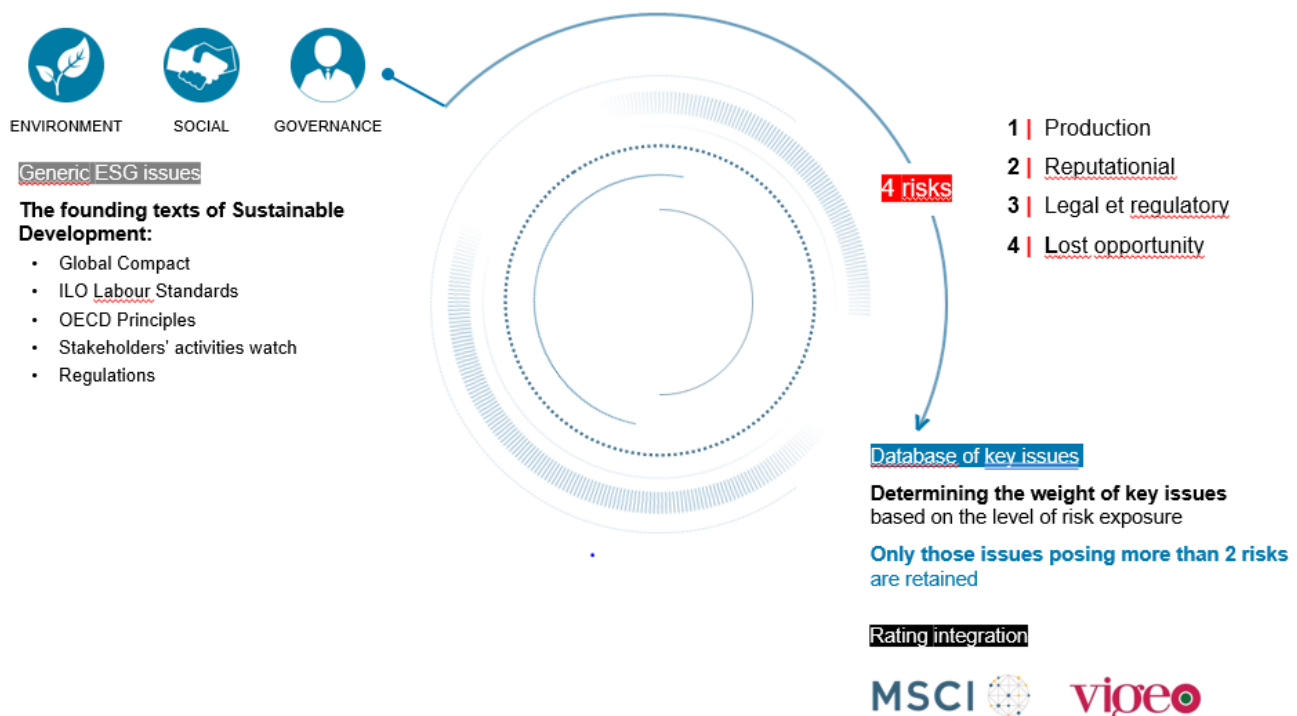 ENVIRONMENT
SOCIAL
GOVERNANCE
Generic ESG issues
The founding texts of Sustainable
Development:
• Global Compact
• ILO Labour Standards
• OECD Principles
• Stakeholders' activities watch
• Regulations
4 risks
1 | Production
2 | Reputationial
3 | Legal et regulatory
4 | Lost opportunity
Database of key issues
Determining the weight of key issues
based on the level of risk exposure
Only those issues posing more than 2 risks
are retained
Rating integration
MSCI
vigeo